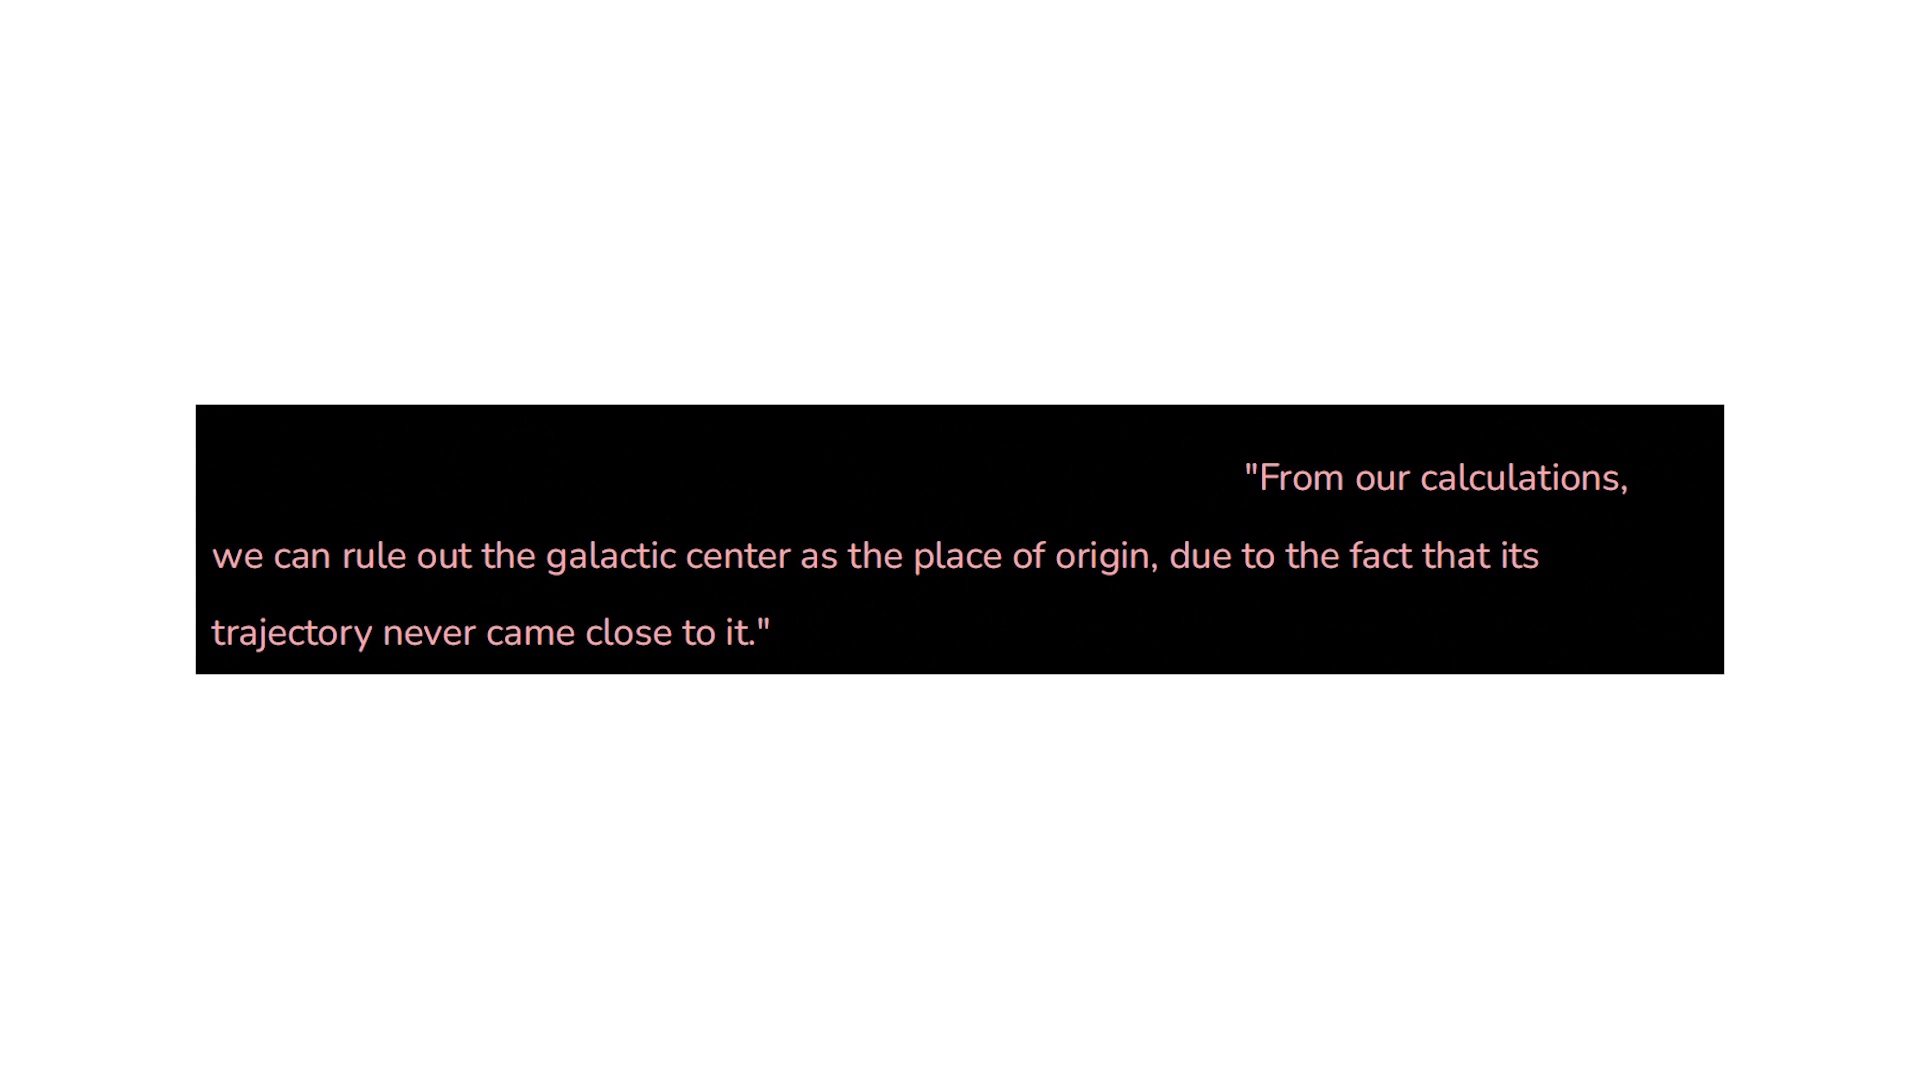 "From our calculations,
we can rule out the galactic center as the place of origin, due to the fact that its
trajectory never came close to it."